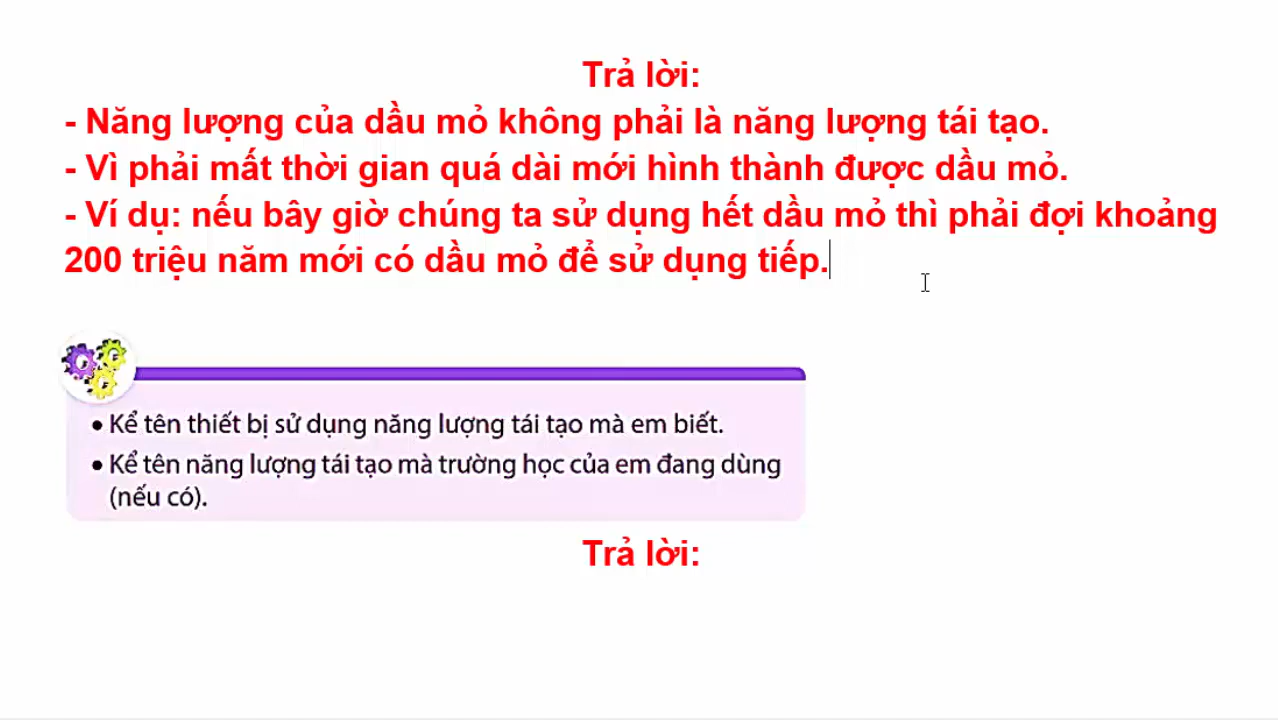 Trả lời:
- Năng lượng của dầu mỏ không phải là năng lượng tái tạo.
- Vì phải mất thời gian quá dài mới hình thành được dầu mỏ.
- Ví dụ: nếu bây giờ chúng ta sử dụng hết dầu mỏ thì phải đợi khoảng
200 triệu năm mới có dầu mỏ để sử dụng tiếp.
• Kể tên thiết bị sử dụng năng lượng tái tạo mà em biết.
• Kể tên năng lượng tái tạo mà trường học của em đang dùng
(nếu có).
Trả lời: